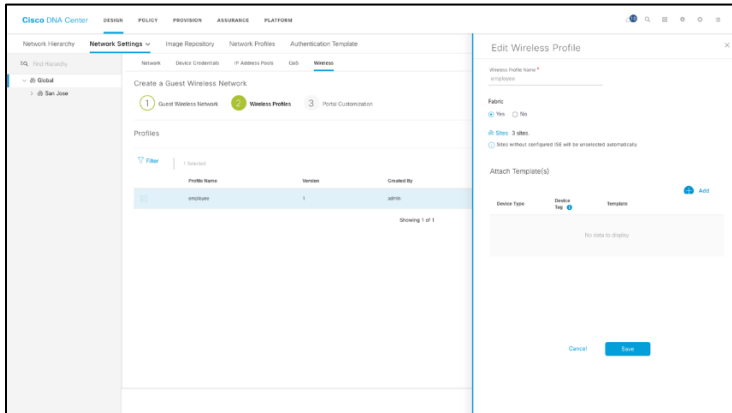 Cisco DNA Center DESIGN POLICY PROVISION ASSURANCE PLATFORM
Network Hierarchy Network Settings Image Repository Network Profiles Authentication Template
Find Hierarchy
Global
San Jose
Network Device Credentials IP Address Pools QoS Wireless
Create a Guest Wireless Network
1 Guest Wireless Network 2 Wireless Profiles 3 Portal Customization
Profiles
Filter 1 Selected
Profile Name Version Created By
employee 1 admin
Showing 1 of 1
Edit Wireless Profile
Wireless Profile Name *
employee
Fabric
Yes No
Sites 3 sites
Sites without configured ISE will be unselected automatically.
Attach Template(s)
Add
Device Type Device Tag Template
No data to display
Cancel Save